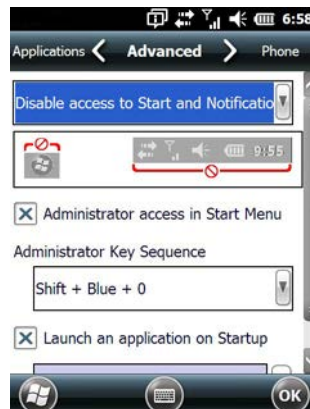 6:58
Applications Advanced Phone
Disable access to Start and Notificatio
9:55
Administrator access in Start Menu
Administrator Key Sequence
Shift + Blue + 0
Launch an application on Startup
OK